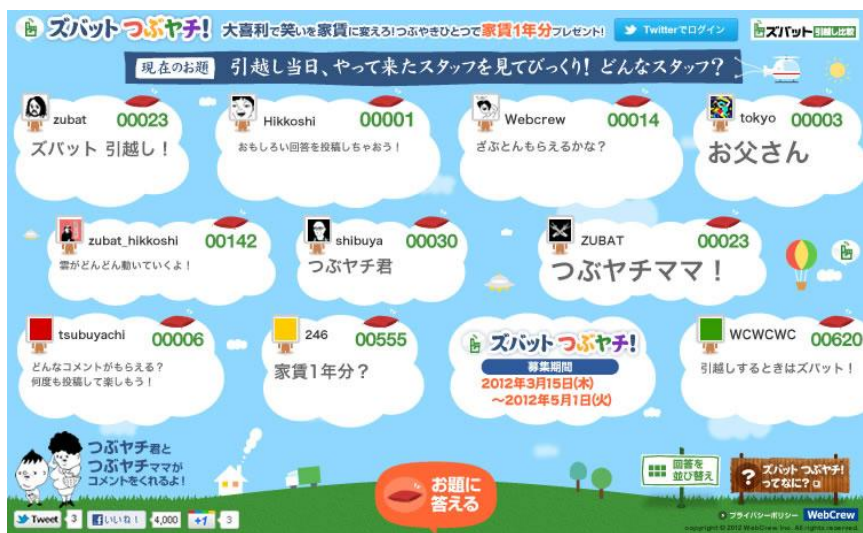 ズバット つぶヤチ!
大喜利で笑いを家賃に変えろ!つぶやきひとつで家賃1年分プレゼント!
Twitterでログイン
ズバット 引越し比較
現在のお題
引越し当日、やって来たスタッフを見てびっくり! どんなスタッフ?
zubat 00023
ズバット 引越し!
Hikkoshi 00001
おもしろい回答を投稿しちゃおう!
Webcrew 00014
ざぶとんもらえるかな?
tokyo 00003
お父さん
zubat_hikkoshi 00142
雲がどんどん動いていくよ!
shibuya 00030
つぶヤチ君
ZUBAT 00023
つぶヤチママ!
tsubuyachi 00006
どんなコメントがもらえる?
何度も投稿して楽しもう!
246 00555
家賃1年分?
ズバット つぶヤチ!
募集期間
2012年3月15日(木)
~2012年5月1日(火)
WCWCWC 00620
引越しするときはズバット!
つぶヤチ君と
つぶヤチママが
コメントをくれるよ!
お題に
答える
回答を
並び替え
? ズバット つぶヤチ!
ってなに?
Tweet 3
いいね! 4,000
+1 3
プライバシーポリシー
WebCrew
copyright © 2012 WebCrew Inc. All rights reserved.